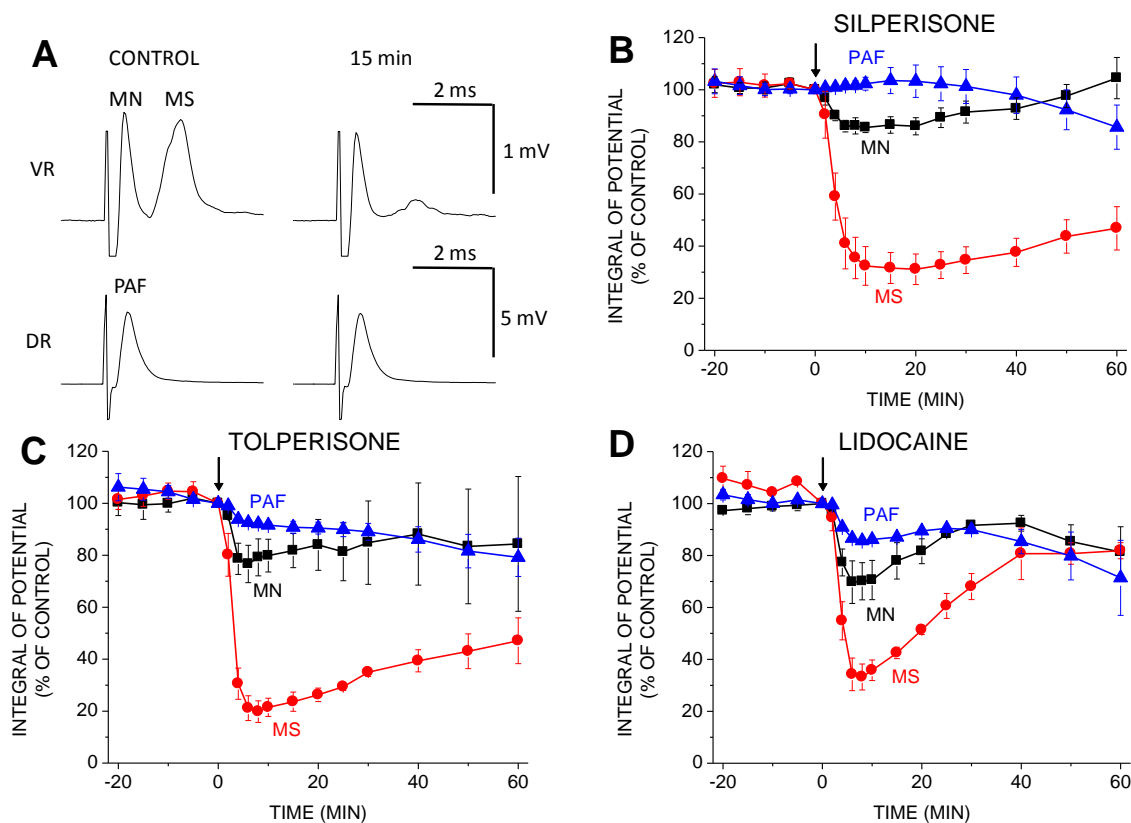 A
CONTROL
15 min
MN
MS
2 ms
VR
1 mV
2 ms
PAF
DR
5 mV
B
SILPERISONE
120
100
80
60
40
20
0
INTEGRAL OF POTENTIAL
(% OF CONTROL)
PAF
MN
MS
-20
0
20
40
60
TIME (MIN)
C
TOLPERISONE
120
100
80
60
40
20
0
INTEGRAL OF POTENTIAL
(% OF CONTROL)
PAF
MN
MS
-20
0
20
40
60
TIME (MIN)
D
LIDOCAINE
120
100
80
60
40
20
0
INTEGRAL OF POTENTIAL
(% OF CONTROL)
PAF
MN
MS
-20
0
20
40
60
TIME (MIN)